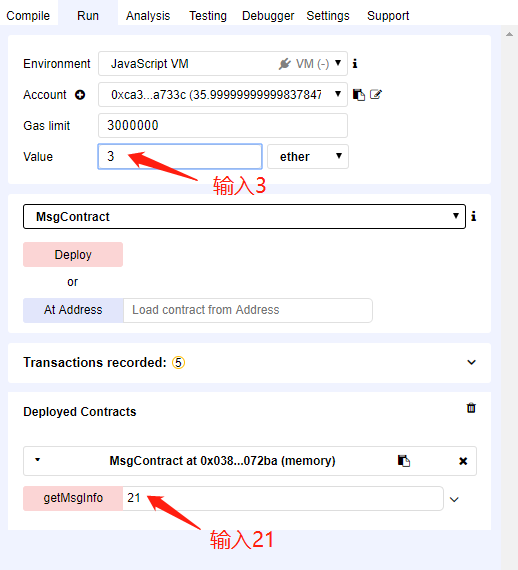 Compile Run Analysis Testing Debugger Settings Support
Environment JavaScript VM VM (-) i
Account 0xca3...a733c (35.99999999999837847
Gas limit 3000000
Value 3 ether
输入3
MsgContract i
Deploy
or
At Address Load contract from Address
Transactions recorded: 5
Deployed Contracts
MsgContract at 0x038...072ba (memory)
getMsgInfo 21
输入21